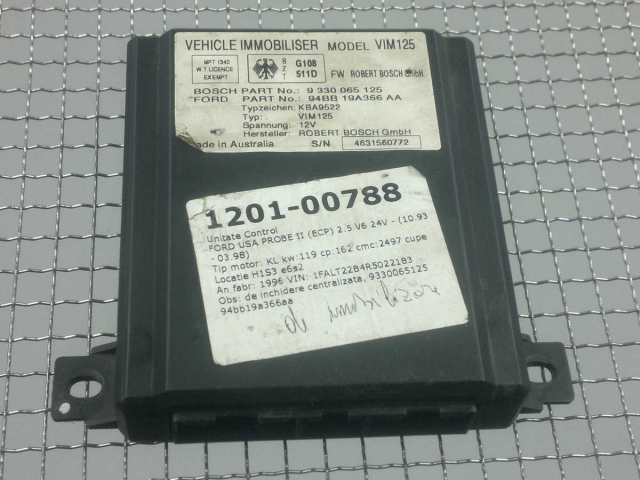 VEHICLE IMMOBILISER MODEL VIM125
MPT 1340
W T LICENCE
EXEMPT
BZT
G108
511D
FW ROBERT BOSCH GmbH
BOSCH PART No.: 9 330 065 125
FORD PART No.: 94BB 19A366 AA
Typzeichen: KBA9522
Typ: VIM125
Spannung: 12V
Hersteller: ROBERT BOSCH GmbH
ade in Australia S/N 4631560772
1201-00788
Unitate Control
FORD USA PROBE II (ECP) 2.5 V6 24V - (10.93
- 03.98)
Tip motor: KL kw:119 cp:162 cmc:2497 cupe
Locatie H1S3 e6s2
An fabr: 1996 VIN: 1FALT22B4R5022183
Obs: de inchidere centralizata, 9330065125
94bb19a366aa
de imobilizare